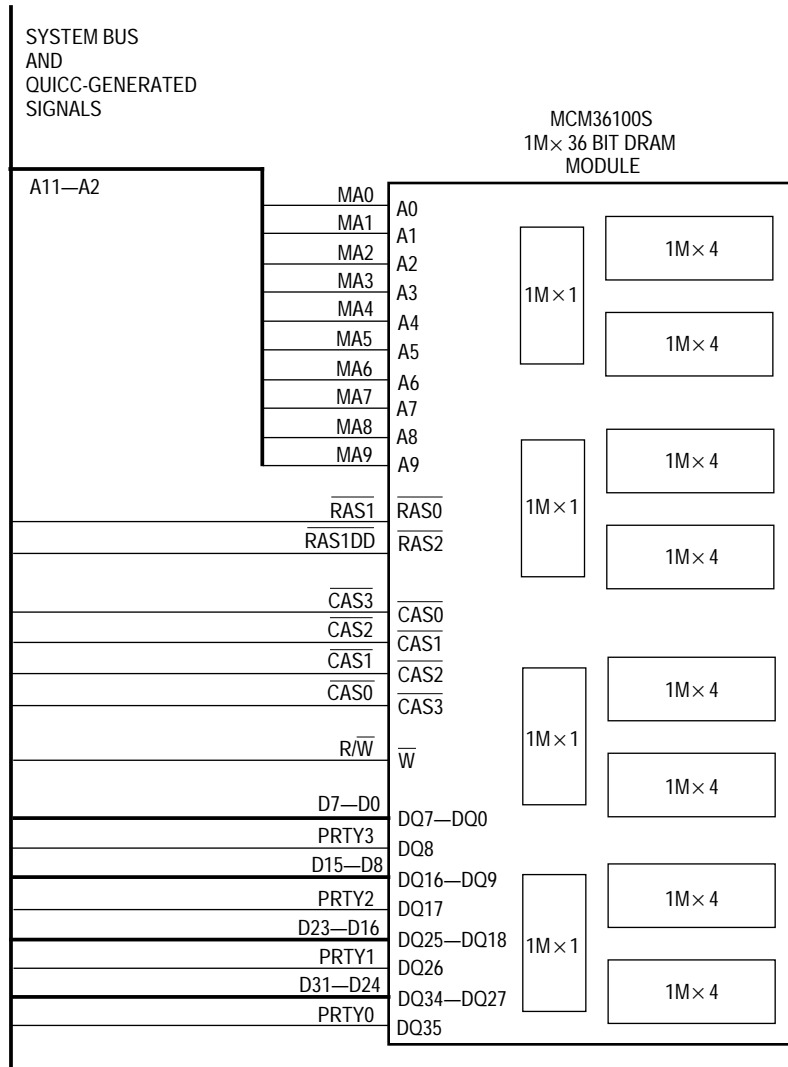 SYSTEM BUS
AND
QUICC-GENERATED
SIGNALS
MCM36100S
1M× 36 BIT DRAM
MODULE
A11—A2
MA0
A0
MA1
A1
MA2
A2
MA3
A3
MA4
A4
MA5
A5
MA6
A6
MA7
A7
MA8
A8
MA9
A9
RAS1
RAS0
RAS1DD
RAS2
CAS3
CAS0
CAS2
CAS1
CAS1
CAS2
CAS0
CAS3
R/W
W
D7—D0
DQ7—DQ0
PRTY3
DQ8
D15—D8
DQ16—DQ9
PRTY2
DQ17
D23—D16
DQ25—DQ18
PRTY1
DQ26
D31—D24
DQ34—DQ27
PRTY0
DQ35
1M × 1
1M × 4
1M × 4
1M × 1
1M × 4
1M × 4
1M × 1
1M × 4
1M × 4
1M × 1
1M × 4
1M × 4